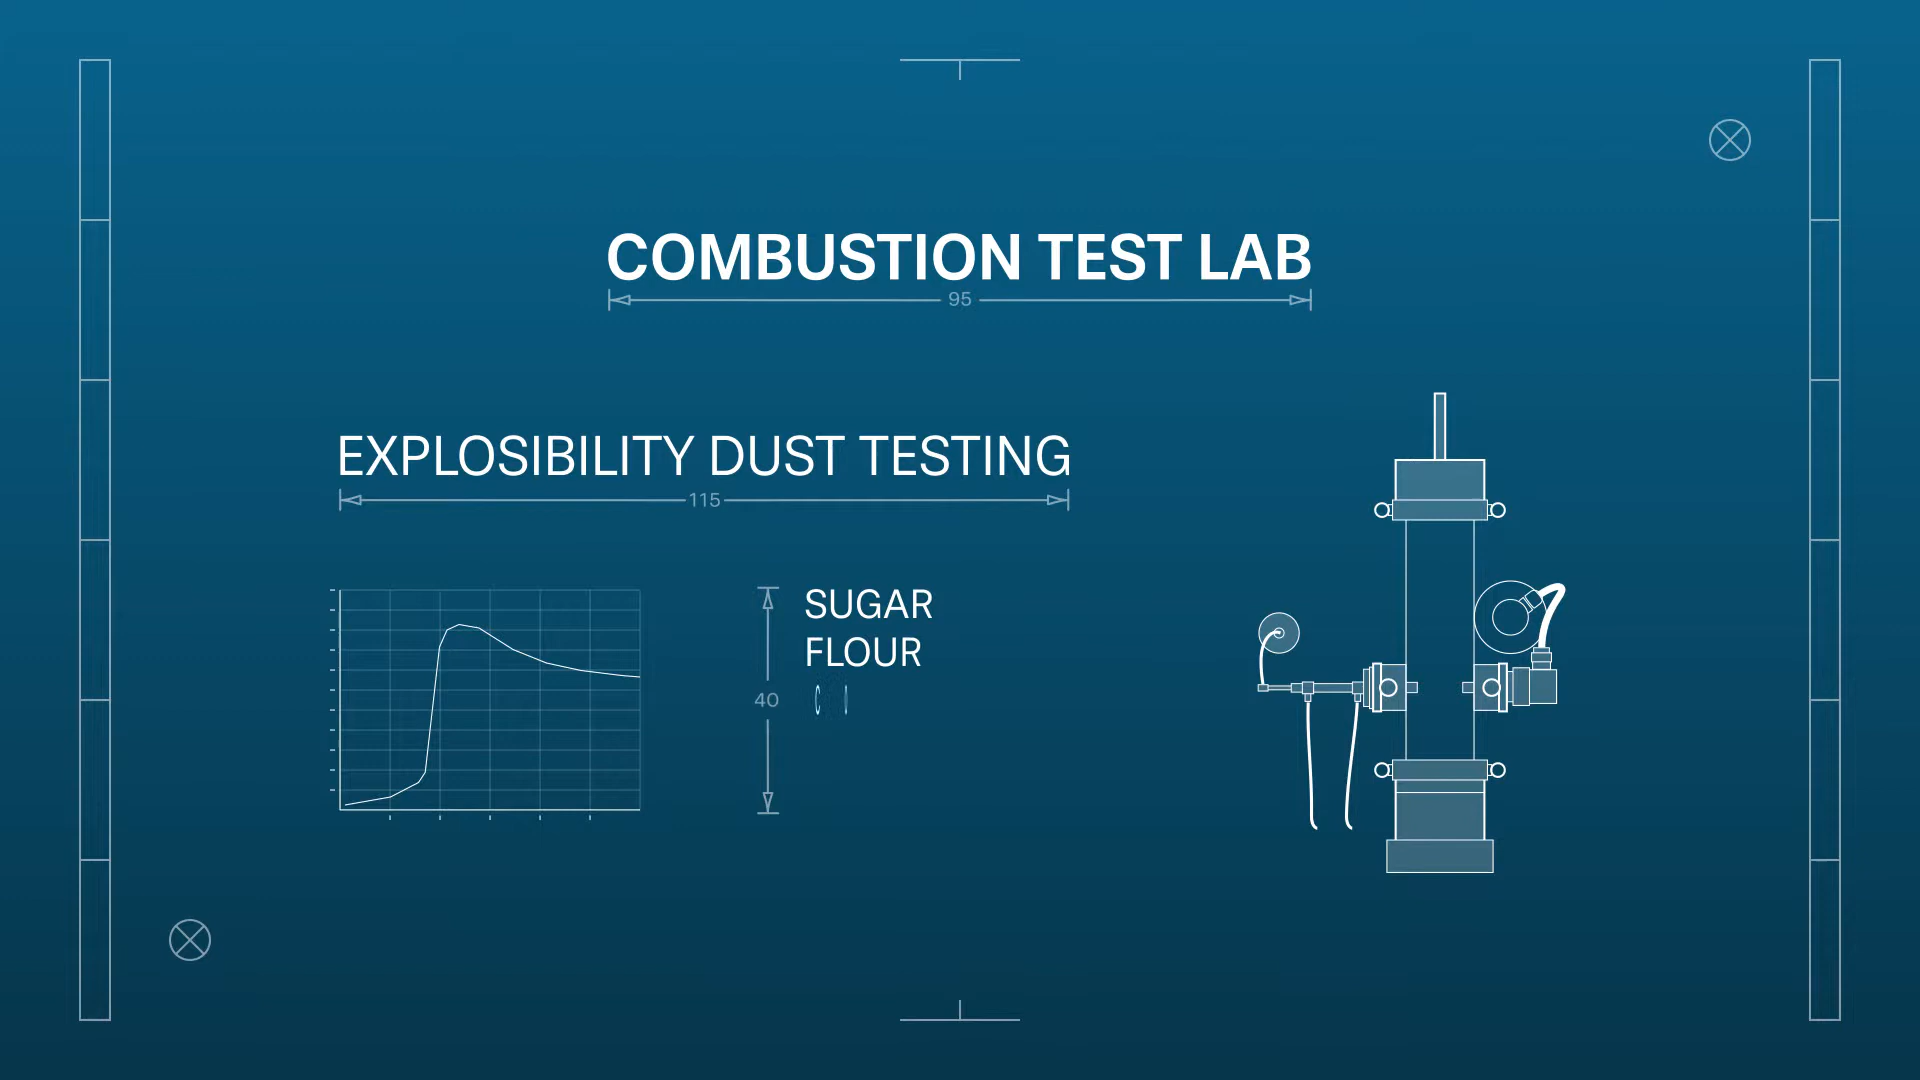 COMBUSTION TEST LAB
95
EXPLOSIBILITY DUST TESTING
115
SUGAR
FLOUR
40